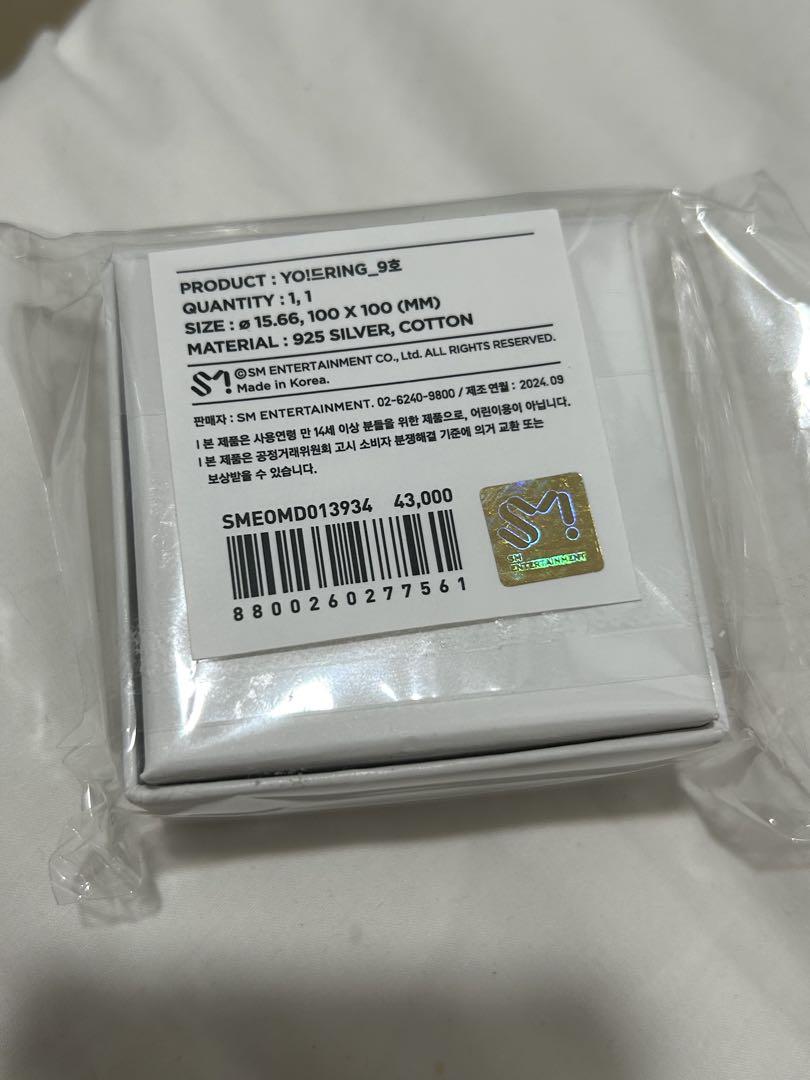 PRODUCT : YO!드RING_9호
QUANTITY : 1, 1
SIZE : ø 15.66, 100 X 100 (MM)
MATERIAL : 925 SILVER, COTTON
SM! ©SM ENTERTAINMENT CO., Ltd. ALL RIGHTS RESERVED.
Made in Korea.
판매자 : SM ENTERTAINMENT. 02-6240-9800 / 제조 연월 : 2024. 09
l 본 제품은 사용연령 만 14세 이상 분들을 위한 제품으로, 어린이용이 아닙니다.
l 본 제품은 공정거래위원회 고시 소비자 분쟁해결 기준에 의거 교환 또는
보상받을 수 있습니다.
SMEOMD013934 43,000
8800260277561
SM!
SM
ENTERTAINMENT